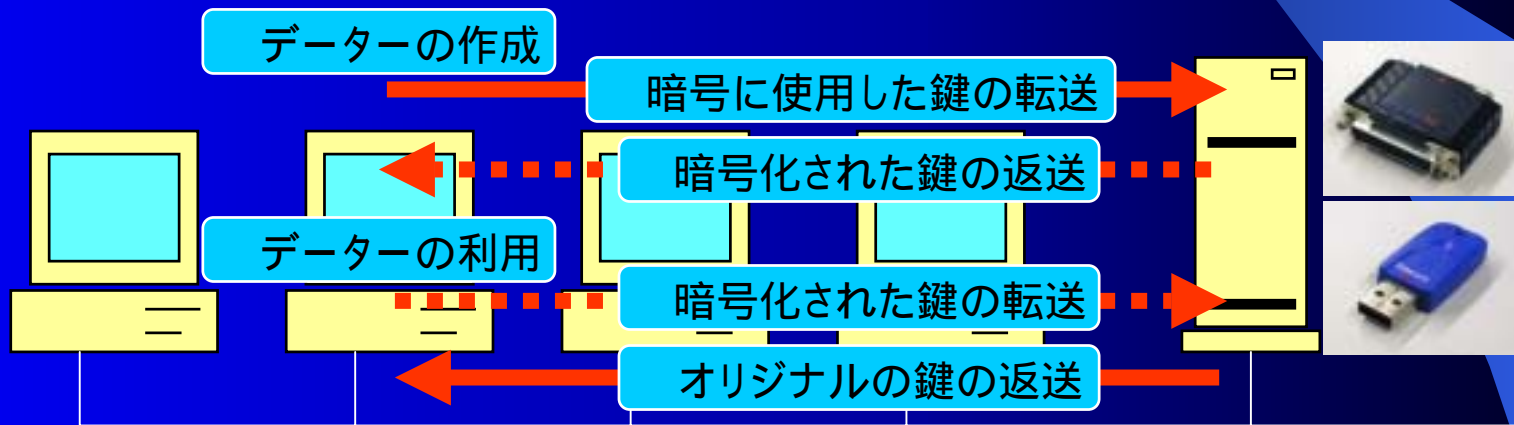 データーの作成
暗号に使用した鍵の転送
暗号化された鍵の返送
データーの利用
暗号化された鍵の転送
オリジナルの鍵の返送